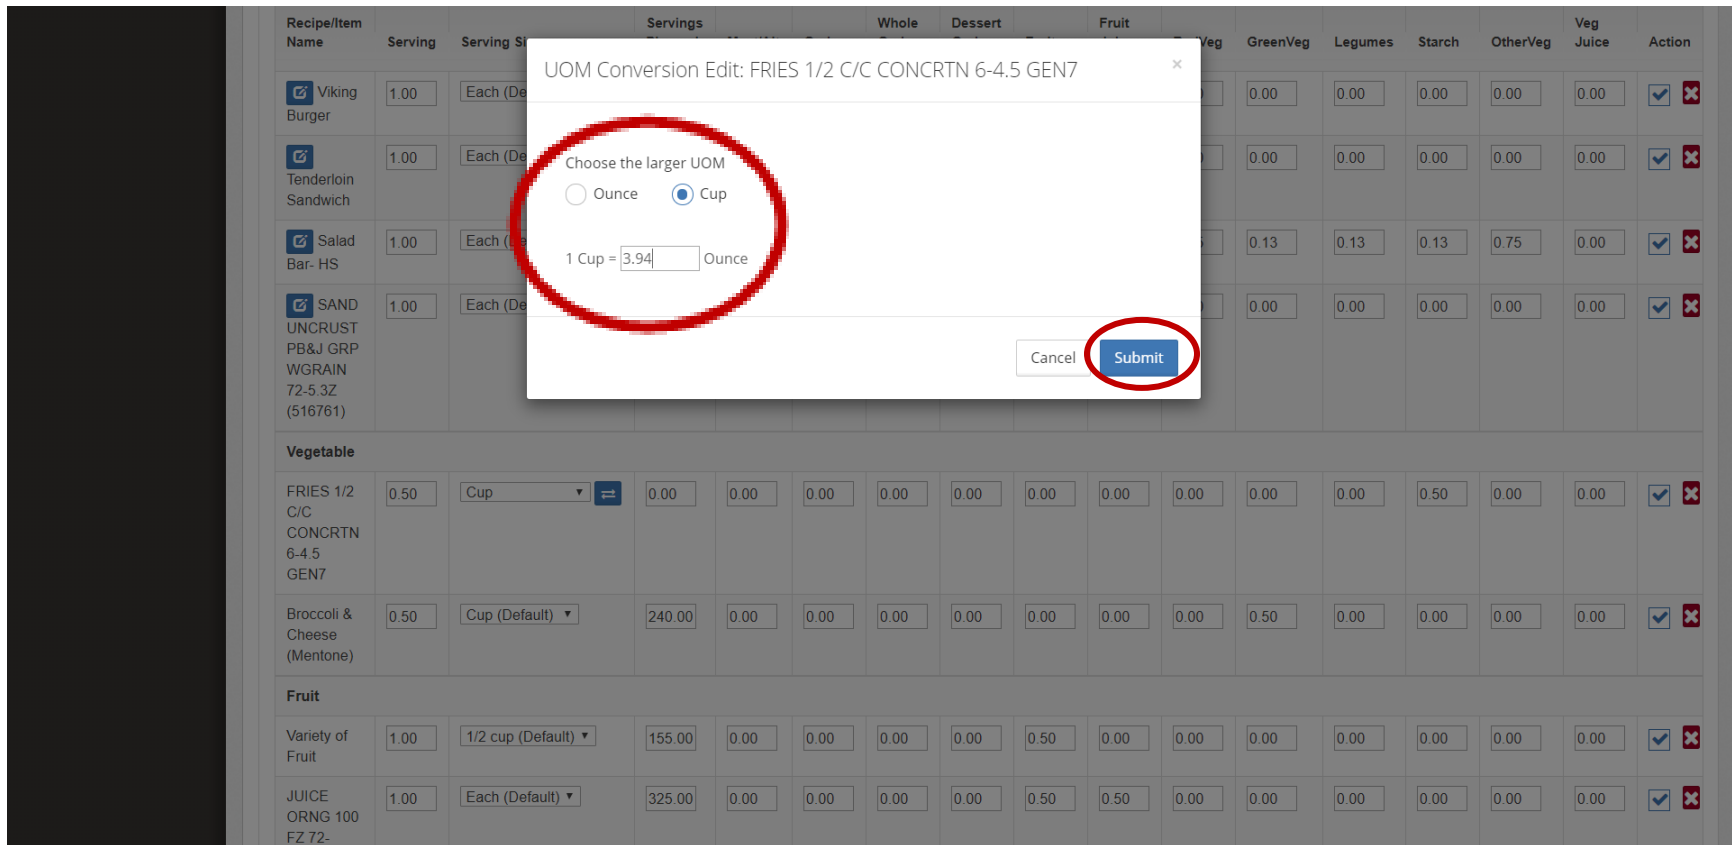 Recipe/Item Name Serving Servings Whole Dessert Fruit GreenVeg Legumes Starch OtherVeg Veg Juice Action
UOM Conversion Edit: FRIES 1/2 C/C CONCRTN 6-4.5 GEN7 ×
Choose the larger UOM
Ounce Cup
1 Cup = 3.94 Ounce
Cancel Submit
Viking Burger 1.00 Each 0.00 0.00 0.00 0.00 0.00
Tenderloin Sandwich 1.00 Each 0.00 0.00 0.00 0.00 0.00
Salad Bar- HS 1.00 Each 0.13 0.13 0.13 0.75 0.00
SAND UNCRUST PB&J GRP WGRAIN 72-5.3Z (516761) 1.00 Each 0.00 0.00 0.00 0.00 0.00
Vegetable
FRIES 1/2 C/C CONCRTN 6-4.5 GEN7 0.50 Cup 0.00 0.00 0.00 0.00 0.00 0.00 0.00 0.00 0.00 0.00 0.50 0.00 0.00
Broccoli & Cheese (Mentone) 0.50 Cup (Default) 240.00 0.00 0.00 0.00 0.00 0.00 0.00 0.00 0.50 0.00 0.00 0.00 0.00
Fruit
Variety of Fruit 1.00 1/2 cup (Default) 155.00 0.00 0.00 0.00 0.00 0.50 0.00 0.00 0.00 0.00 0.00 0.00 0.00
JUICE ORNG 100 FZ 72- 1.00 Each (Default) 325.00 0.00 0.00 0.00 0.00 0.50 0.50 0.00 0.00 0.00 0.00 0.00 0.00